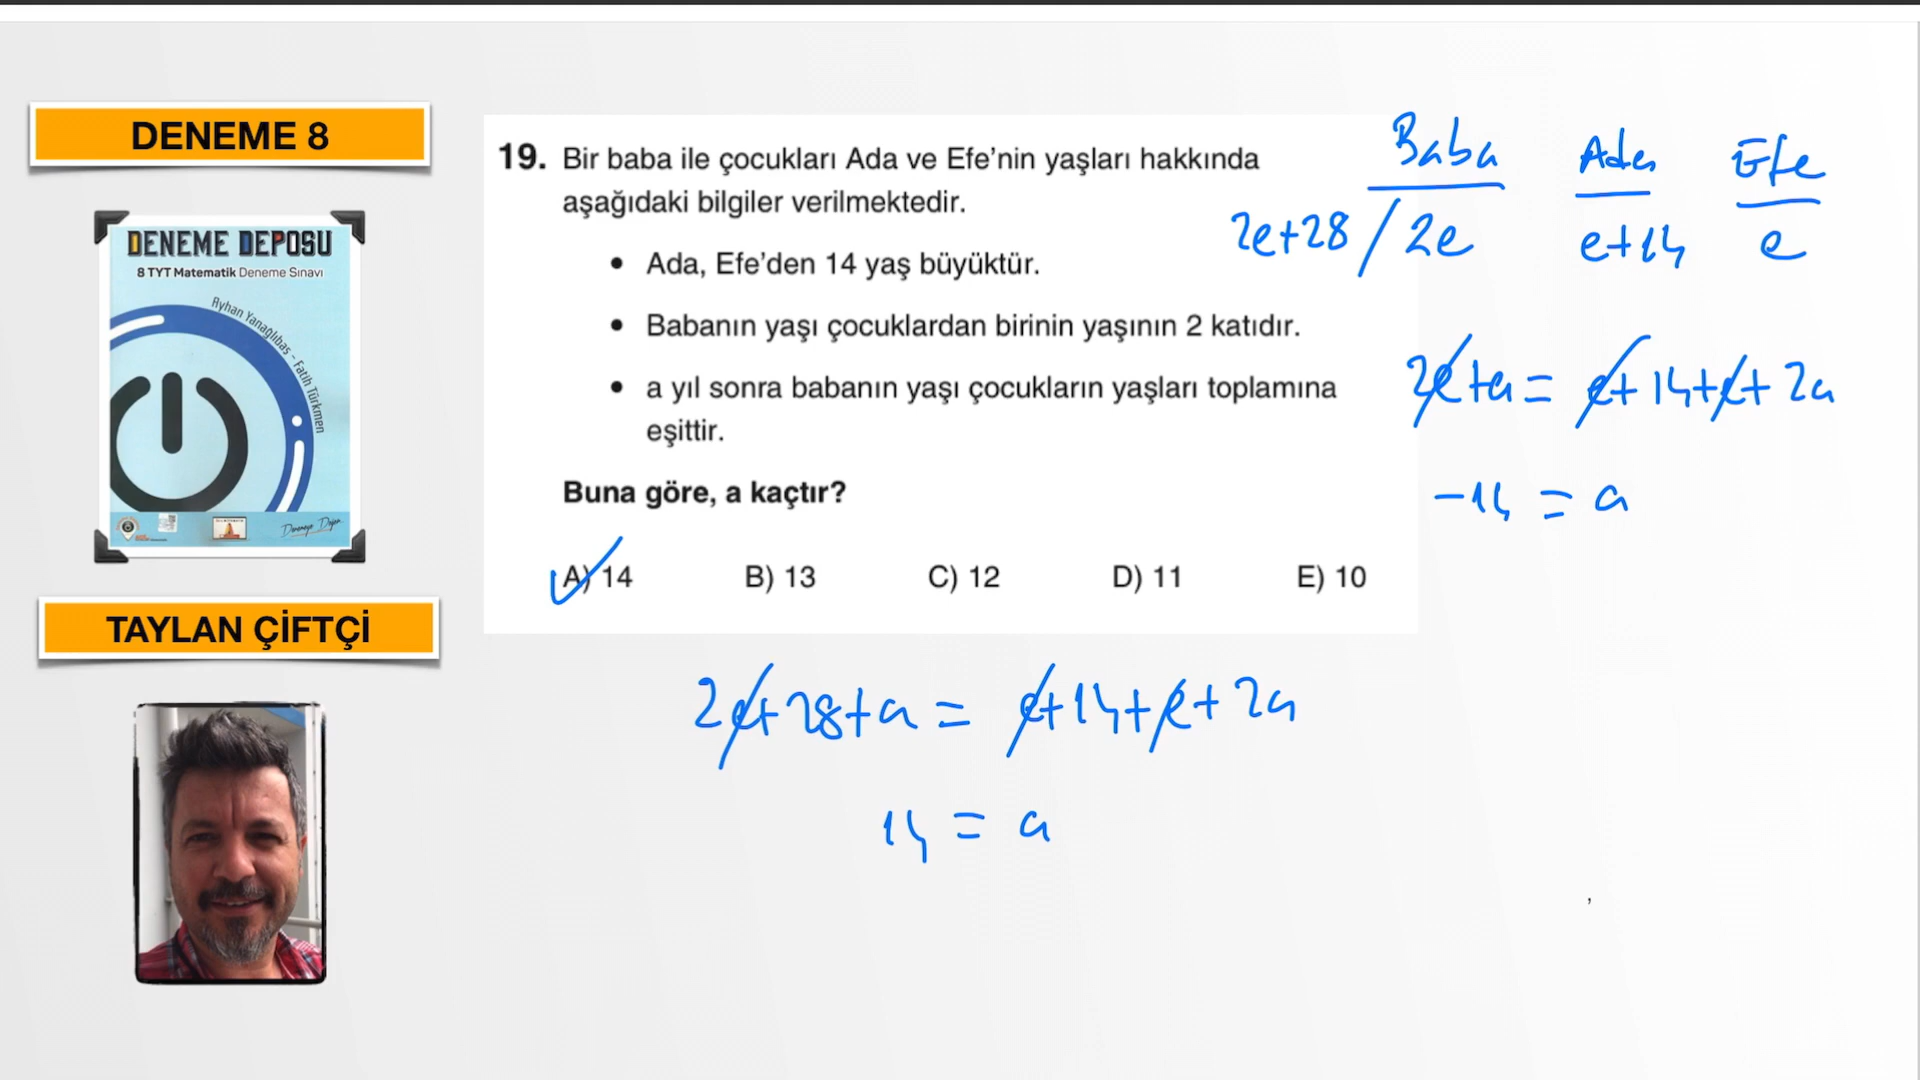 DENEME 8
DENEME DEPOSU
8 TYT Matematik Deneme Sınavı
Ayhan Yanağlıbaş - Fatih Türkmen
Denemeye Değer
TAYLAN ÇİFTÇİ
19. Bir baba ile çocukları Ada ve Efe’nin yaşları hakkında
aşağıdaki bilgiler verilmektedir.
• Ada, Efe’den 14 yaş büyüktür.
• Babanın yaşı çocuklardan birinin yaşının 2 katıdır.
• a yıl sonra babanın yaşı çocukların yaşları toplamına
eşittir.
Buna göre, a kaçtır?
A) 14 B) 13 C) 12 D) 11 E) 10
Baba Ada Efe
2e+28 / 2e e+14 e
2e+a = e+14+e+2a
-14 = a
2e+28+a = e+14+e+2a
14 = a